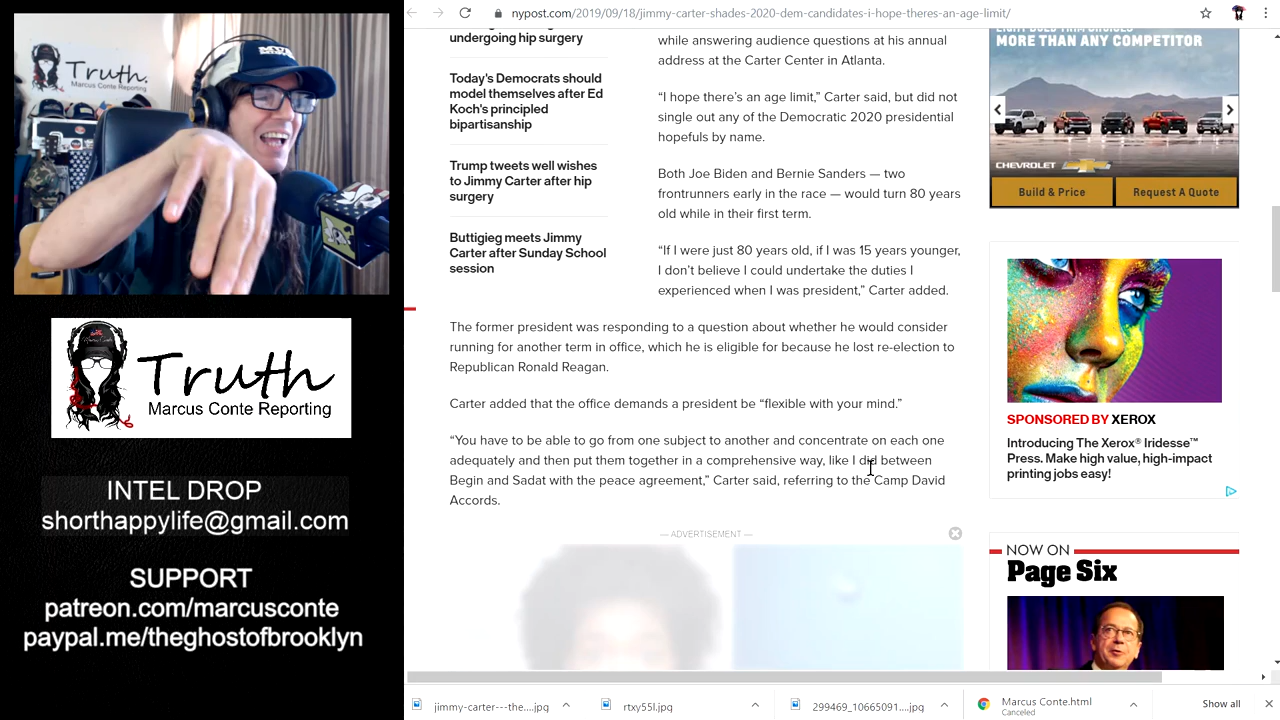 Truth.
Marcus Conte Reporting
Truth
Marcus Conte Reporting
INTEL DROP
shorthappylife@gmail.com
SUPPORT
patreon.com/marcusconte
paypal.me/theghostofbrooklyn
nypost.com/2019/09/18/jimmy-carter-shades-2020-dem-candidates-i-hope-theres-an-age-limit/
undergoing hip surgery
Today's Democrats should
model themselves after Ed
Koch's principled
bipartisanship
Trump tweets well wishes
to Jimmy Carter after hip
surgery
Buttigieg meets Jimmy
Carter after Sunday School
session
while answering audience questions at his annual
address at the Carter Center in Atlanta.
“I hope there’s an age limit,” Carter said, but did not
single out any of the Democratic 2020 presidential
hopefuls by name.
Both Joe Biden and Bernie Sanders — two
frontrunners early in the race — would turn 80 years
old while in their first term.
“If I were just 80 years old, if I was 15 years younger,
I don’t believe I could undertake the duties I
experienced when I was president,” Carter added.
The former president was responding to a question about whether he would consider
running for another term in office, which he is eligible for because he lost re-election to
Republican Ronald Reagan.
Carter added that the office demands a president be “flexible with your mind.”
“You have to be able to go from one subject to another and concentrate on each one
adequately and then put them together in a comprehensive way, like I did between
Begin and Sadat with the peace agreement,” Carter said, referring to the Camp David
Accords.
— ADVERTISEMENT —
MORE THAN ANY COMPETITOR
CHEVROLET
Build & Price
Request A Quote
SPONSORED BY XEROX
Introducing The Xerox® Iridesse™
Press. Make high value, high-impact
printing jobs easy!
NOW ON
Page Six
jimmy-carter---the....jpg
rtxy55l.jpg
299469_10665091....jpg
Marcus Conte.html
Canceled
Show all